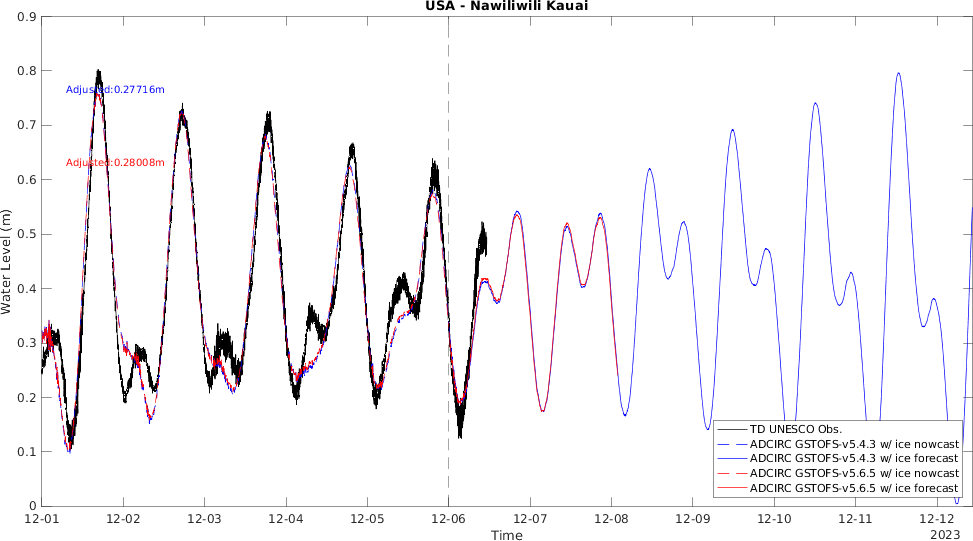 USA - Nawiliwili Kauai
0.9
0.8
0.7
0.6
0.5
0.4
0.3
0.2
0.1
0
Water Level (m)
Adjusted:0.27716m
Adjusted:0.28008m
TD UNESCO Obs.
ADCIRC GSTOFS-v5.4.3 w/ ice nowcast
ADCIRC GSTOFS-v5.4.3 w/ ice forecast
ADCIRC GSTOFS-v5.6.5 w/ ice nowcast
ADCIRC GSTOFS-v5.6.5 w/ ice forecast
12-01 12-02 12-03 12-04 12-05 12-06 12-07 12-08 12-09 12-10 12-11 12-12
2023
Time